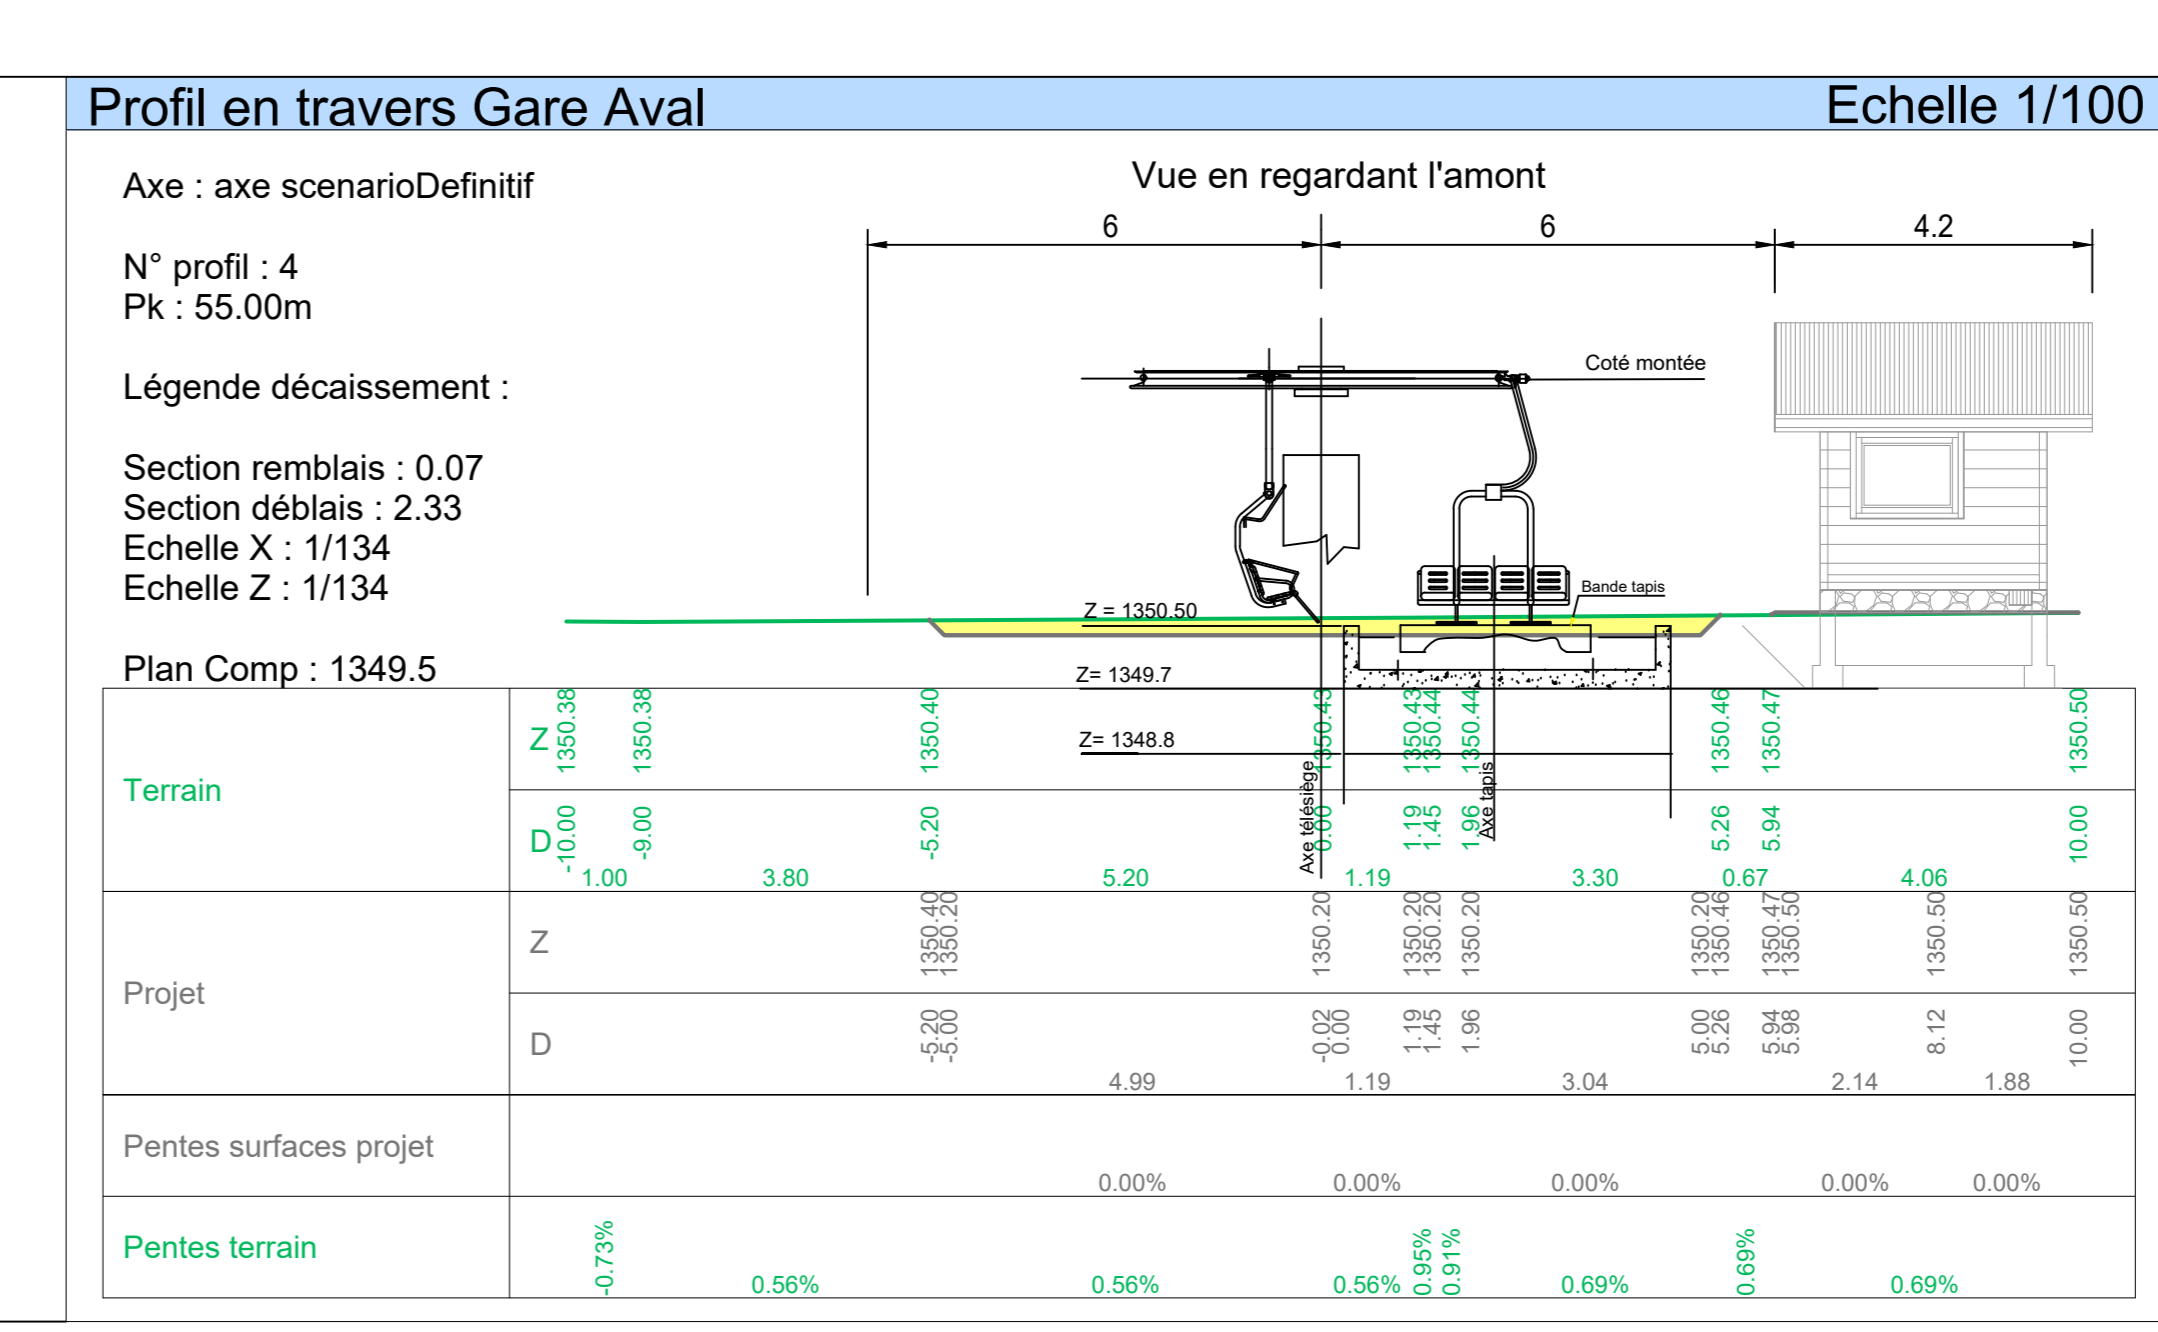 Profil en travers Gare Aval
Echelle 1/100
Axe : axe scenarioDefinitif
Vue en regardant l'amont
6
6
4.2
N° profil : 4
Pk : 55.00m
Coté montée
Légende décaissement :
Section remblais : 0.07
Section déblais : 2.33
Echelle X : 1/134
Echelle Z : 1/134
Bande tapis
Z = 1350.50
Plan Comp : 1349.5
Z= 1349.7
Z= 1348.8
Axe télésiège
Axe tapis
Terrain
Z
1350.38 1350.38 1350.40 1350.43 1350.43 1350.44 1350.44 1350.46 1350.47 1350.50
D
-10.00 -9.00 -5.20 0.00 1.19 1.45 1.96 5.26 5.94 10.00
1.00 3.80 5.20 1.19 3.30 0.67 4.06
Projet
Z
1350.40 1350.20 1350.20 1350.20 1350.20 1350.20 1350.20 1350.46 1350.47 1350.50 1350.50 1350.50
D
-5.20 -5.00 -0.02 0.00 1.19 1.45 1.96 5.00 5.26 5.94 5.98 8.12 10.00
4.99 1.19 3.04 2.14 1.88
Pentes surfaces projet
0.00% 0.00% 0.00% 0.00% 0.00%
Pentes terrain
-0.73% 0.56% 0.56% 0.56% 0.95% 0.91% 0.69% 0.69% 0.69%